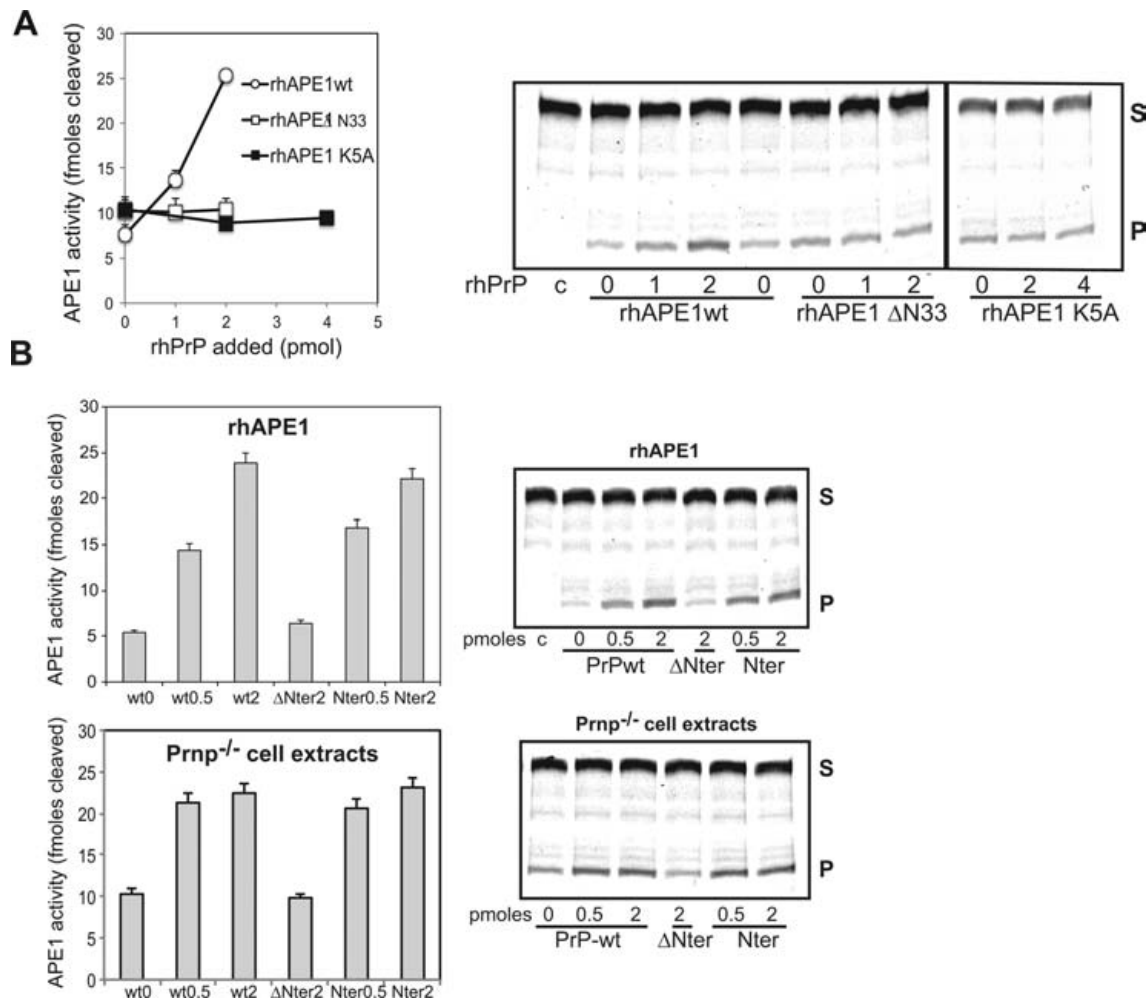 A
APE1 activity (fmoles cleaved)
30
25
20
15
10
5
0
rhAPE1wt
rhAPE1 Δ N33
rhAPE1 K5A
0 1 2 3 4 5
rhPrP added (pmol)
S
P
rhPrP c 0 1 2 0 0 1 2 0 2 4
rhAPE1wt rhAPE1 ΔN33 rhAPE1 K5A
B
APE1 activity (fmoles cleaved)
30
25
20
15
10
5
0
rhAPE1
wt0 wt0.5 wt2 ΔNter2 Nter0.5 Nter2
rhAPE1
S
P
pmoles c 0 0.5 2 2 0.5 2
PrPwt ΔNter Nter
APE1 activity (fmoles cleaved)
30
20
10
0
Prnp-/- cell extracts
wt0 wt0.5 wt2 ΔNter2 Nter0.5 Nter2
Prnp-/- cell extracts
S
P
pmoles 0 0.5 2 2 0.5 2
PrP-wt ΔNter Nter